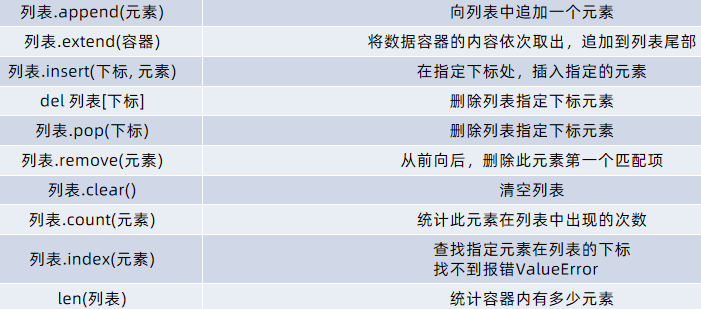 列表.append(元素) 向列表中追加一个元素
列表.extend(容器) 将数据容器的内容依次取出，追加到列表尾部
列表.insert(下标, 元素) 在指定下标处，插入指定的元素
del 列表[下标] 删除列表指定下标元素
列表.pop(下标) 删除列表指定下标元素
列表.remove(元素) 从前向后，删除此元素第一个匹配项
列表.clear() 清空列表
列表.count(元素) 统计此元素在列表中出现的次数
列表.index(元素) 查找指定元素在列表的下标
找不到报错ValueError
len(列表) 统计容器内有多少元素